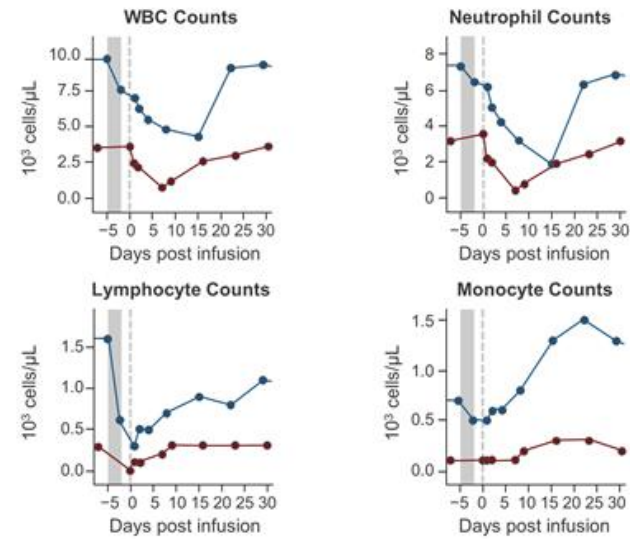 WBC Counts
10³ cells/µL
10.0
7.5
5.0
2.5
0.0
−5 0 5 10 15 20 25 30
Days post infusion
Neutrophil Counts
10³ cells/µL
8
6
4
2
0
−5 0 5 10 15 20 25 30
Days post infusion
Lymphocyte Counts
10³ cells/µL
1.5
1.0
0.5
0.0
−5 0 5 10 15 20 25 30
Days post infusion
Monocyte Counts
10³ cells/µL
1.5
1.0
0.5
0.0
−5 0 5 10 15 20 25 30
Days post infusion